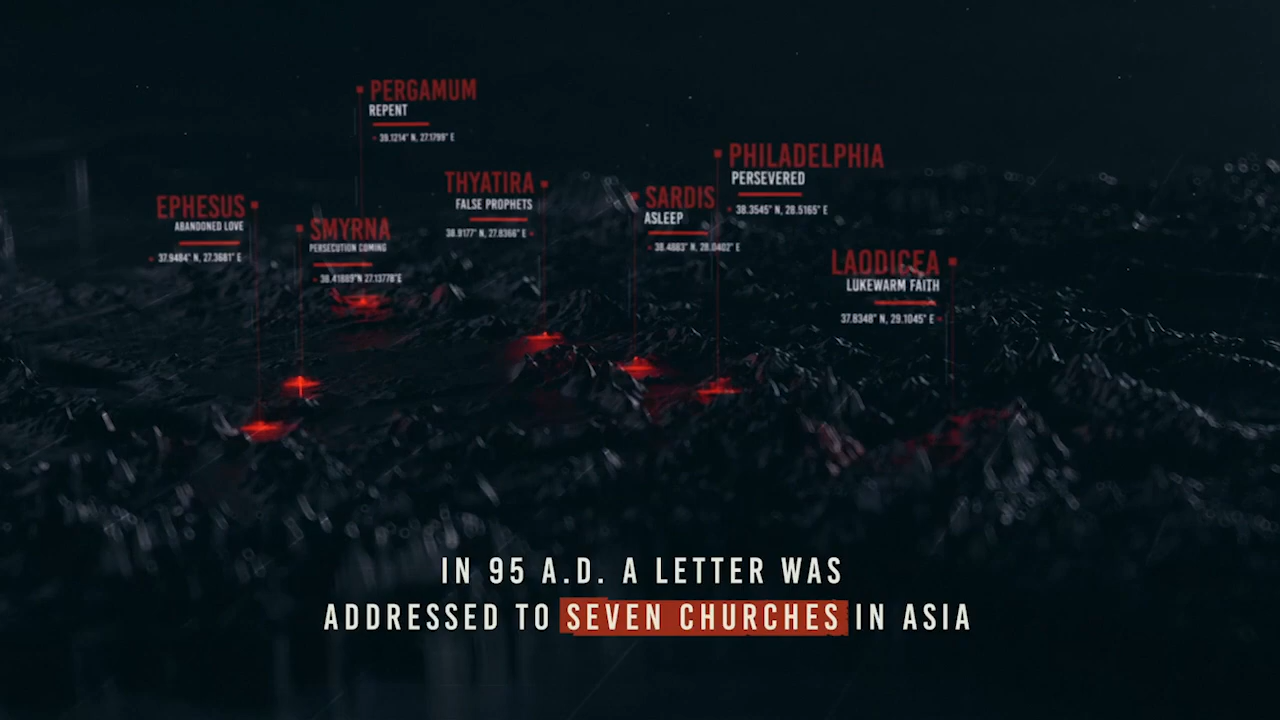 PERGAMUM
REPENT
39.1214° N, 27.1799° E
PHILADELPHIA
PERSEVERED
38.3545° N, 28.5165° E
THYATIRA
FALSE PROPHETS
38.9177° N, 27.8366° E
SARDIS
ASLEEP
38.4883° N, 28.0402° E
EPHESUS
ABANDONED LOVE
37.9484° N, 27.3681° E
SMYRNA
PERSECUTION COMING
38.41889°N 27.13778°E
LAODICEA
LUKEWARM FAITH
37.8348° N, 29.1045° E
IN 95 A.D. A LETTER WAS
ADDRESSED TO SEVEN CHURCHES IN ASIA